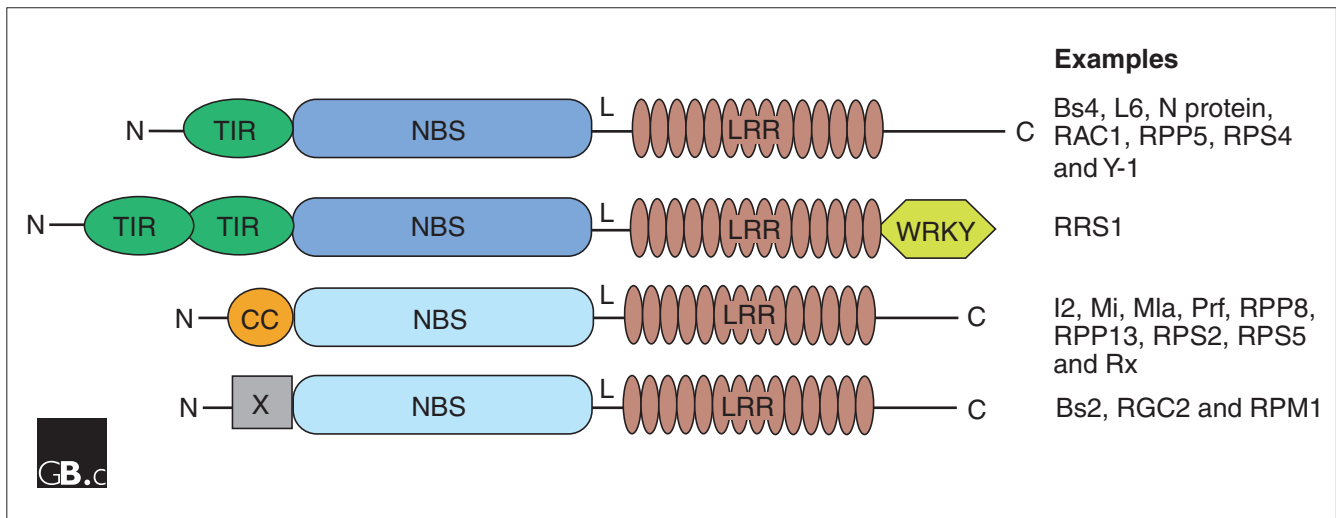 Examples
N TIR NBS L LRR C Bs4, L6, N protein,
RAC1, RPP5, RPS4
and Y-1
N TIR TIR NBS L LRR WRKY RRS1
N CC NBS L LRR C I2, Mi, Mla, Prf, RPP8,
RPP13, RPS2, RPS5
and Rx
N X NBS L LRR C Bs2, RGC2 and RPM1
GB.c